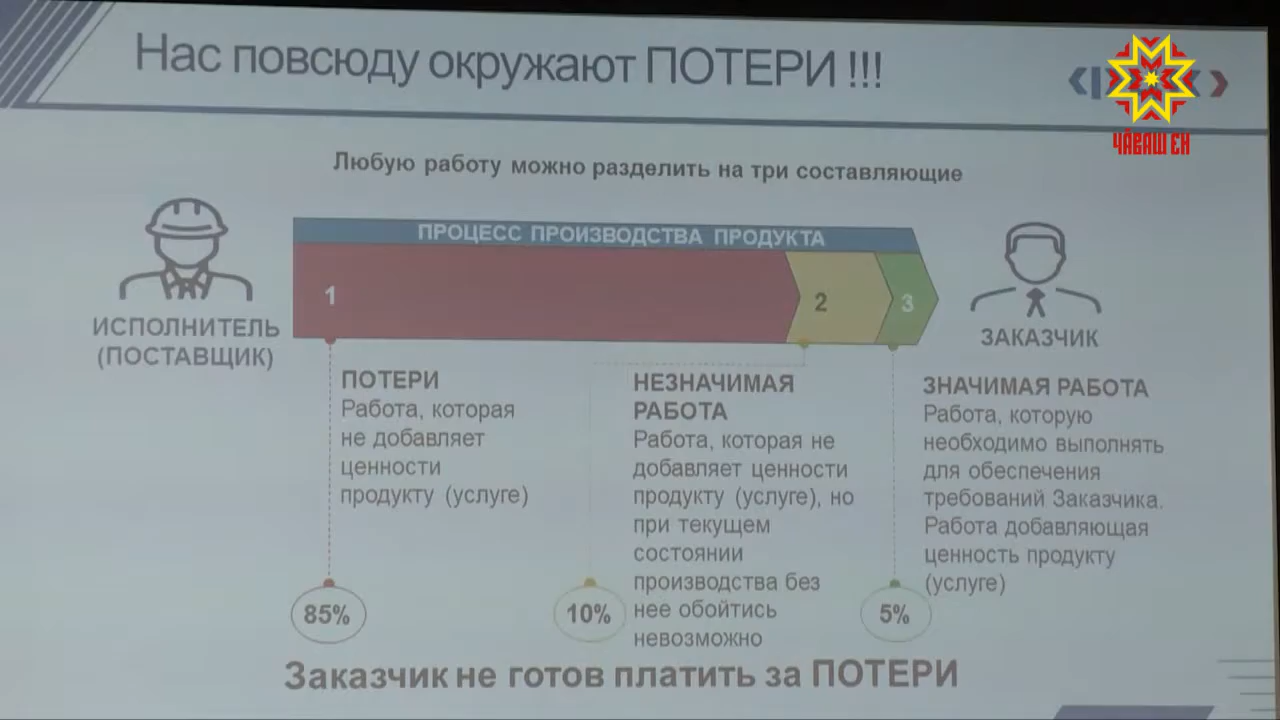 Нас повсюду окружают ПОТЕРИ !!!
ЧӐВАШ ЕН
Любую работу можно разделить на три составляющие
ПРОЦЕСС ПРОИЗВОДСТВА ПРОДУКТА
1
2
3
ИСПОЛНИТЕЛЬ
(ПОСТАВЩИК)
ЗАКАЗЧИК
ПОТЕРИ
Работа, которая
не добавляет
ценности
продукту (услуге)
85%
НЕЗНАЧИМАЯ
РАБОТА
Работа, которая не
добавляет ценности
продукту (услуге), но
при текущем
состоянии
производства без
нее обойтись
невозможно
10%
ЗНАЧИМАЯ РАБОТА
Работа, которую
необходимо выполнять
для обеспечения
требований Заказчика.
Работа добавляющая
ценность продукту
(услуге)
5%
Заказчик не готов платить за ПОТЕРИ